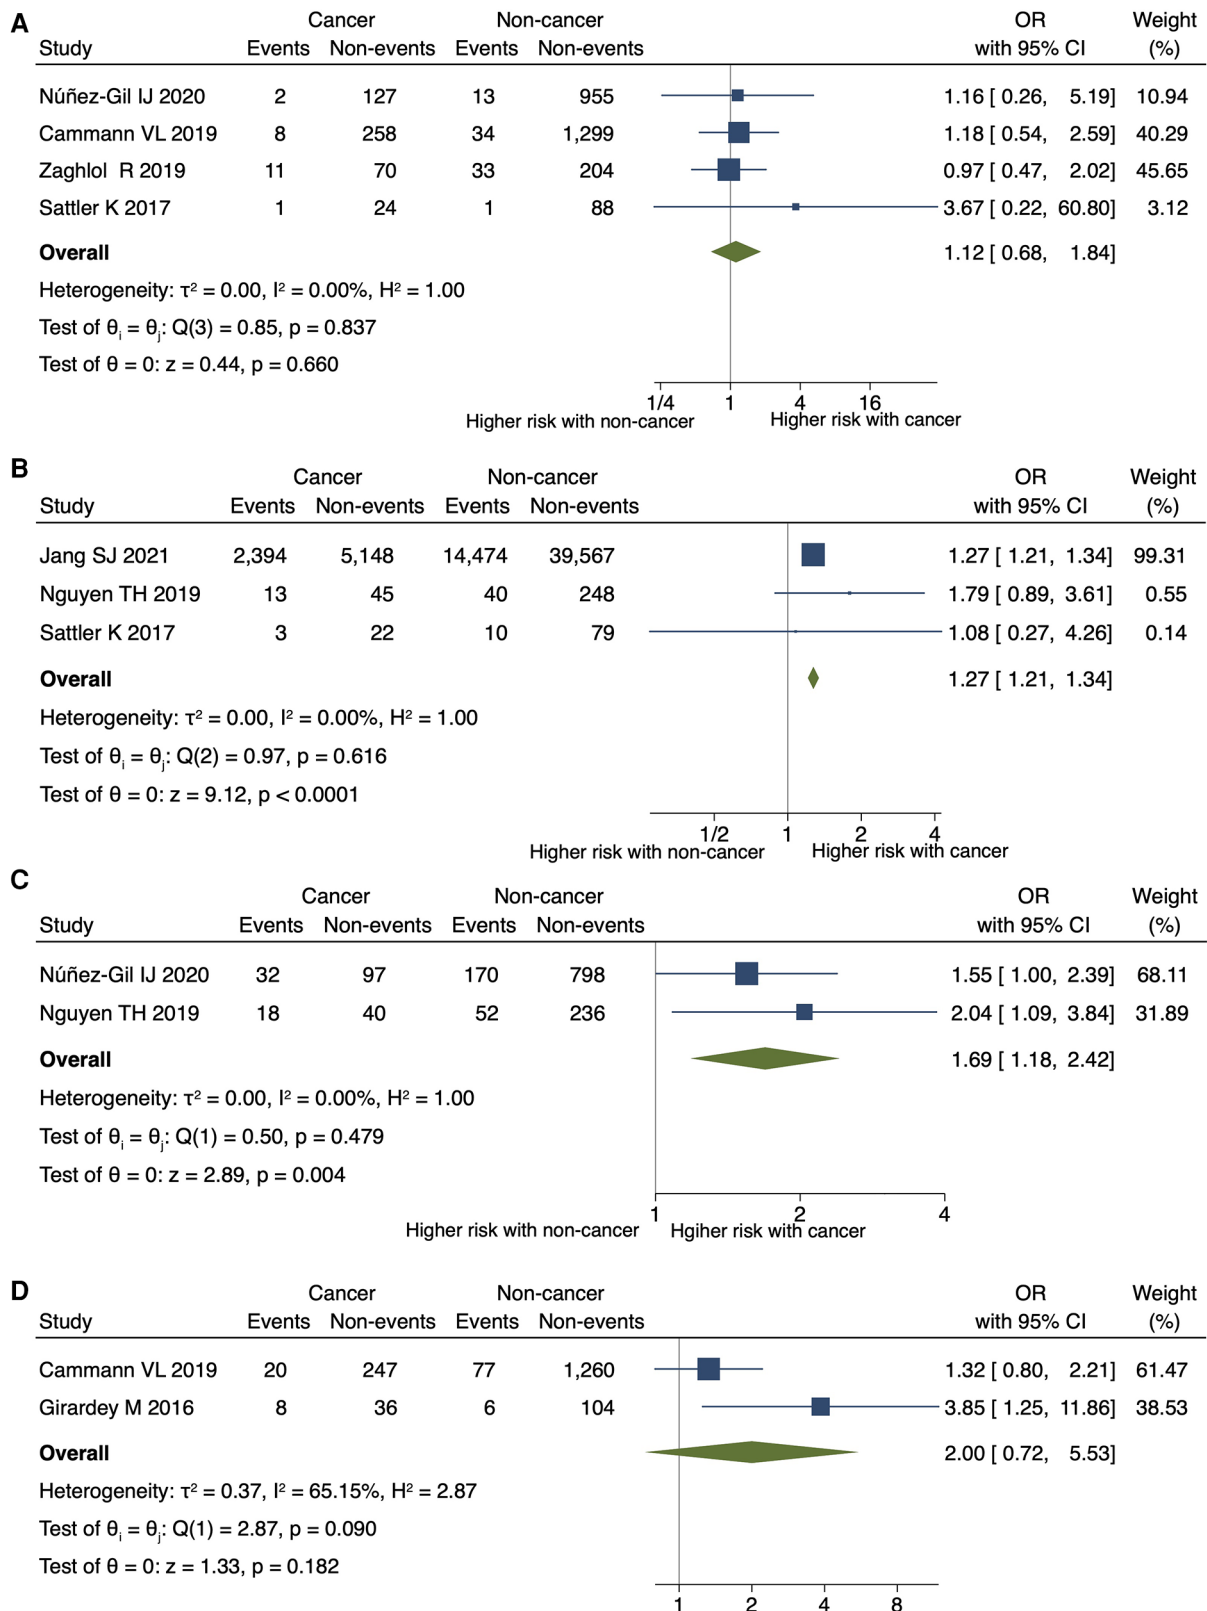 A
Cancer Non-cancer OR Weight
Study Events Non-events Events Non-events with 95% CI (%)
Núñez-Gil IJ 2020 2 127 13 955 1.16 [ 0.26, 5.19] 10.94
Cammann VL 2019 8 258 34 1,299 1.18 [ 0.54, 2.59] 40.29
Zaghlol R 2019 11 70 33 204 0.97 [ 0.47, 2.02] 45.65
Sattler K 2017 1 24 1 88 3.67 [ 0.22, 60.80] 3.12
Overall 1.12 [ 0.68, 1.84]
Heterogeneity: τ² = 0.00, I² = 0.00%, H² = 1.00
Test of θᵢ = θⱼ: Q(3) = 0.85, p = 0.837
Test of θ = 0: z = 0.44, p = 0.660
1/4 1 4 16
Higher risk with non-cancer Higher risk with cancer
B
Cancer Non-cancer OR Weight
Study Events Non-events Events Non-events with 95% CI (%)
Jang SJ 2021 2,394 5,148 14,474 39,567 1.27 [ 1.21, 1.34] 99.31
Nguyen TH 2019 13 45 40 248 1.79 [ 0.89, 3.61] 0.55
Sattler K 2017 3 22 10 79 1.08 [ 0.27, 4.26] 0.14
Overall 1.27 [ 1.21, 1.34]
Heterogeneity: τ² = 0.00, I² = 0.00%, H² = 1.00
Test of θᵢ = θⱼ: Q(2) = 0.97, p = 0.616
Test of θ = 0: z = 9.12, p < 0.0001
1/2 1 2 4
Higher risk with non-cancer Higher risk with cancer
C
Cancer Non-cancer OR Weight
Study Events Non-events Events Non-events with 95% CI (%)
Núñez-Gil IJ 2020 32 97 170 798 1.55 [ 1.00, 2.39] 68.11
Nguyen TH 2019 18 40 52 236 2.04 [ 1.09, 3.84] 31.89
Overall 1.69 [ 1.18, 2.42]
Heterogeneity: τ² = 0.00, I² = 0.00%, H² = 1.00
Test of θᵢ = θⱼ: Q(1) = 0.50, p = 0.479
Test of θ = 0: z = 2.89, p = 0.004
1 2 4
Higher risk with non-cancer Hgiher risk with cancer
D
Cancer Non-cancer OR Weight
Study Events Non-events Events Non-events with 95% CI (%)
Cammann VL 2019 20 247 77 1,260 1.32 [ 0.80, 2.21] 61.47
Girardey M 2016 8 36 6 104 3.85 [ 1.25, 11.86] 38.53
Overall 2.00 [ 0.72, 5.53]
Heterogeneity: τ² = 0.37, I² = 65.15%, H² = 2.87
Test of θᵢ = θⱼ: Q(1) = 2.87, p = 0.090
Test of θ = 0: z = 1.33, p = 0.182
1 2 4 8